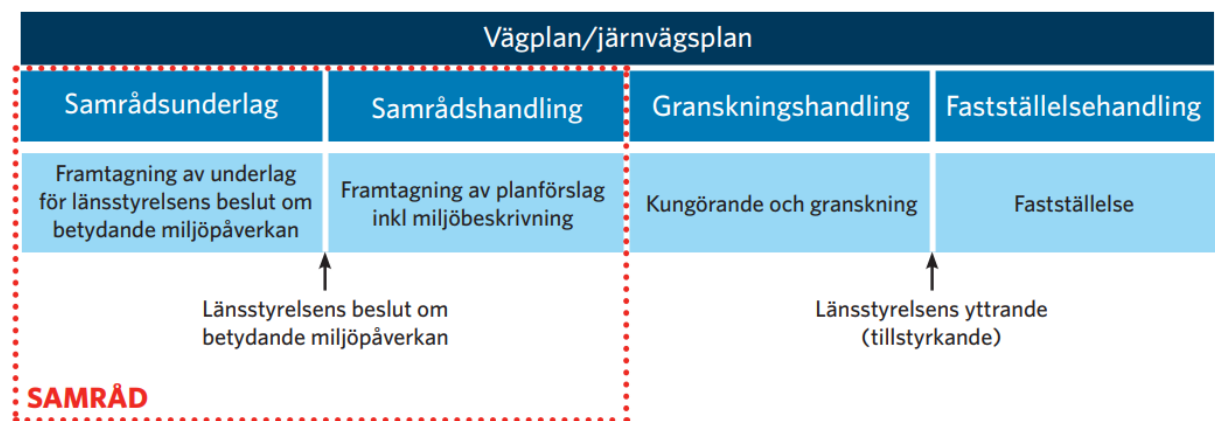 Vägplan/järnvägsplan
Samrådsunderlag
Samrådshandling
Granskningshandling
Fastställelsehandling
Framtagning av underlag
för länsstyrelsens beslut om
betydande miljöpåverkan
Framtagning av planförslag
inkl miljöbeskrivning
Kungörande och granskning
Fastställelse
Länsstyrelsens beslut om
betydande miljöpåverkan
Länsstyrelsens yttrande
(tillstyrkande)
SAMRÅD